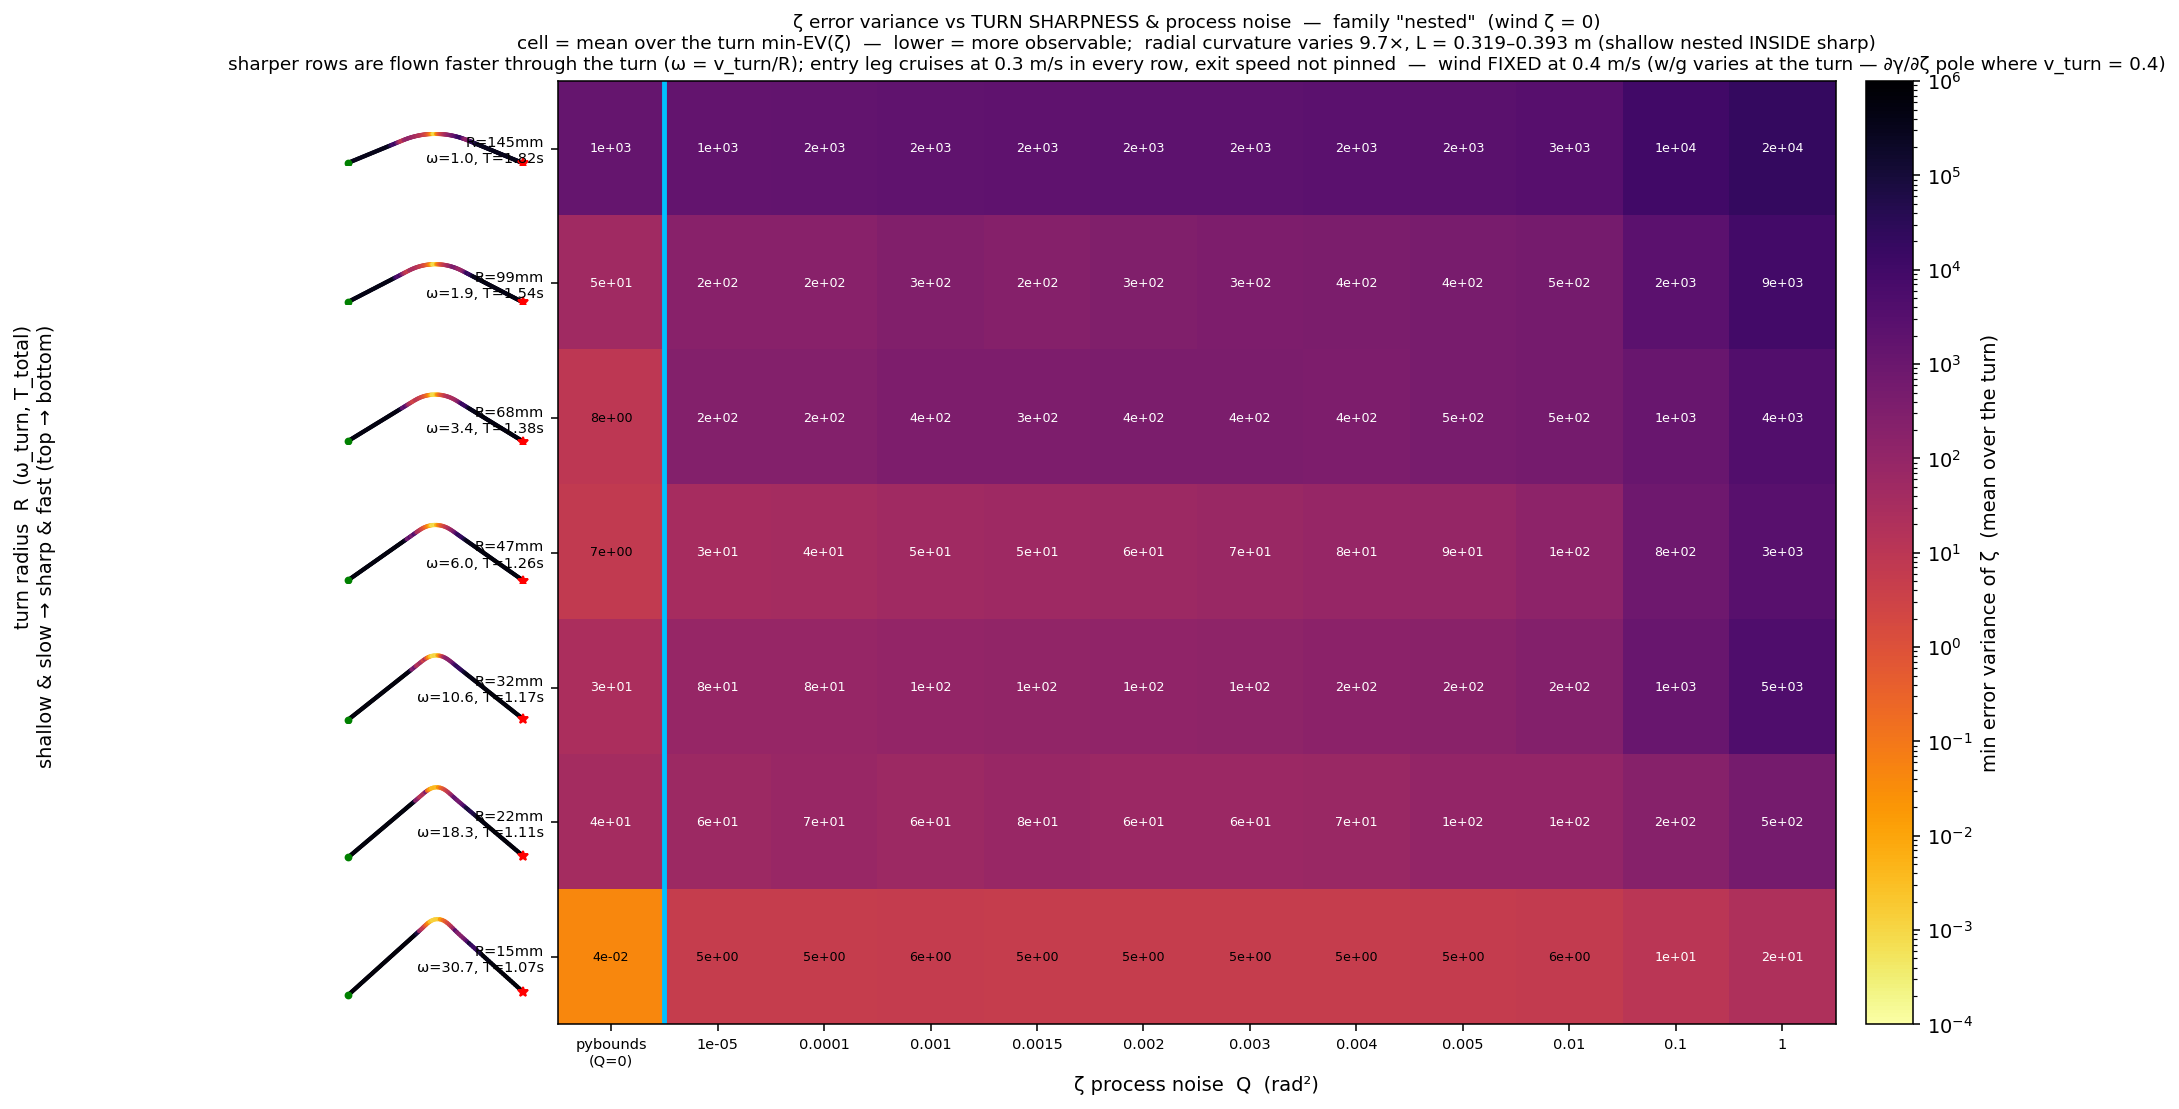 ζ error variance vs TURN SHARPNESS & process noise — family "nested" (wind ζ = 0)
cell = mean over the turn min-EV(ζ) — lower = more observable; radial curvature varies 9.7×, L = 0.319–0.393 m (shallow nested INSIDE sharp)
sharper rows are flown faster through the turn (ω = v_turn/R); entry leg cruises at 0.3 m/s in every row, exit speed not pinned — wind FIXED at 0.4 m/s (w/g varies at the turn — ∂γ/∂ζ pole where v_turn = 0.4)
turn radius R (ω_turn, T_total)
shallow & slow → sharp & fast (top → bottom)
R=145mm
ω=1.0, T=1.82s
1e+03 1e+03 2e+03 2e+03 2e+03 2e+03 2e+03 2e+03 2e+03 3e+03 1e+04 2e+04
R=99mm
ω=1.9, T=1.54s
5e+01 2e+02 2e+02 3e+02 2e+02 3e+02 3e+02 4e+02 4e+02 5e+02 2e+03 9e+03
R=68mm
ω=3.4, T=1.38s
8e+00 2e+02 2e+02 4e+02 3e+02 4e+02 4e+02 4e+02 5e+02 5e+02 1e+03 4e+03
R=47mm
ω=6.0, T=1.26s
7e+00 3e+01 4e+01 5e+01 5e+01 6e+01 7e+01 8e+01 9e+01 1e+02 8e+02 3e+03
R=32mm
ω=10.6, T=1.17s
3e+01 8e+01 8e+01 1e+02 1e+02 1e+02 1e+02 2e+02 2e+02 2e+02 1e+03 5e+03
R=22mm
ω=18.3, T=1.11s
4e+01 6e+01 7e+01 6e+01 8e+01 6e+01 6e+01 7e+01 1e+02 1e+02 2e+02 5e+02
R=15mm
ω=30.7, T=1.07s
4e-02 5e+00 5e+00 6e+00 5e+00 5e+00 5e+00 5e+00 5e+00 6e+00 1e+01 2e+01
pybounds 1e-05 0.0001 0.001 0.0015 0.002 0.003 0.004 0.005 0.01 0.1 1
(Q=0)
ζ process noise Q (rad²)
10⁶
10⁵
10⁴
10³
10²
10¹
10⁰
10⁻¹
10⁻²
10⁻³
10⁻⁴
min error variance of ζ (mean over the turn)